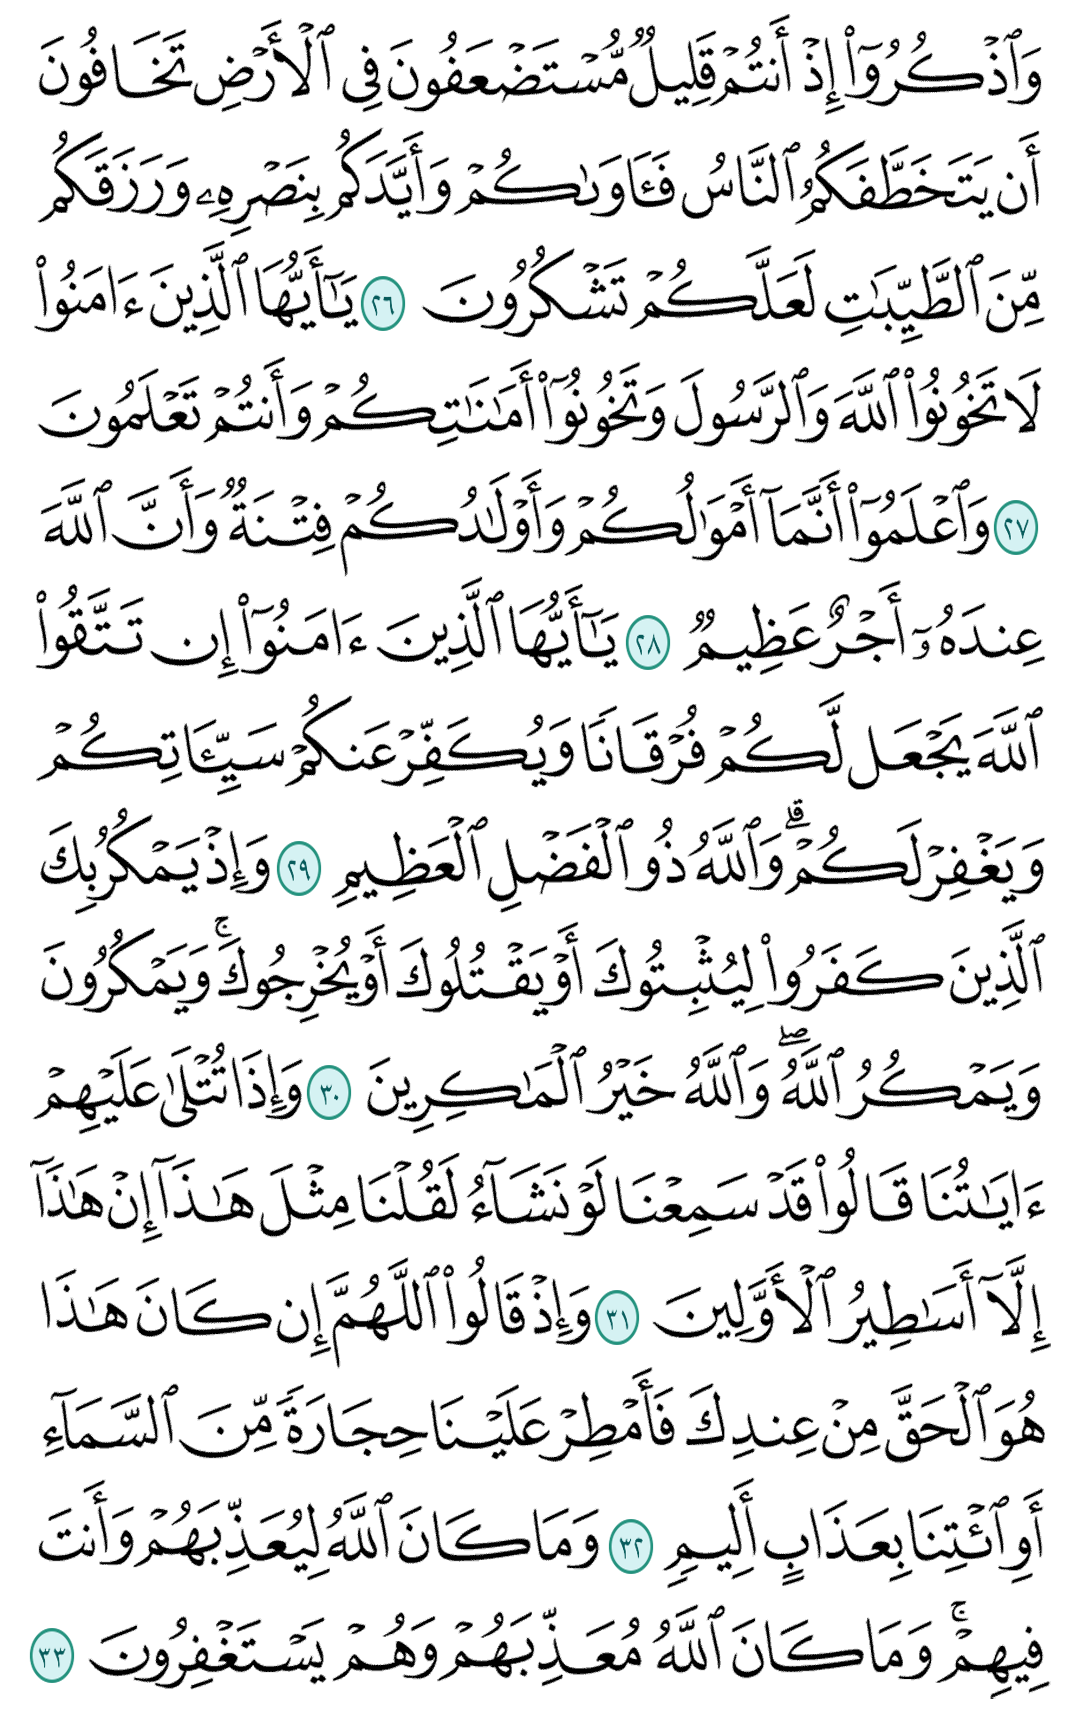 وَٱذۡكُرُوٓاْ إِذۡ أَنتُمۡ قَلِيلٞ مُّسۡتَضۡعَفُونَ فِي ٱلۡأَرۡضِ تَخَافُونَ
أَن يَتَخَطَّفَكُمُ ٱلنَّاسُ فَـَٔاوَىٰكُمۡ وَأَيَّدَكُم بِنَصۡرِهِۦ وَرَزَقَكُم
مِّنَ ٱلطَّيِّبَٰتِ لَعَلَّكُمۡ تَشۡكُرُونَ ٢٦ يَٰٓأَيُّهَا ٱلَّذِينَ ءَامَنُواْ
لَا تَخُونُواْ ٱللَّهَ وَٱلرَّسُولَ وَتَخُونُوٓاْ أَمَٰنَٰتِكُمۡ وَأَنتُمۡ تَعۡلَمُونَ
٢٧ وَٱعۡلَمُوٓاْ أَنَّمَآ أَمۡوَٰلُكُمۡ وَأَوۡلَٰدُكُمۡ فِتۡنَةٞ وَأَنَّ ٱللَّهَ
عِندَهُۥٓ أَجۡرٌ عَظِيمٞ ٢٨ يَٰٓأَيُّهَا ٱلَّذِينَ ءَامَنُوٓاْ إِن تَتَّقُواْ
ٱللَّهَ يَجۡعَل لَّكُمۡ فُرۡقَانٗا وَيُكَفِّرۡ عَنكُمۡ سَيِّـَٔاتِكُمۡ
وَيَغۡفِرۡ لَكُمۡۗ وَٱللَّهُ ذُو ٱلۡفَضۡلِ ٱلۡعَظِيمِ ٢٩ وَإِذۡ يَمۡكُرُ بِكَ
ٱلَّذِينَ كَفَرُواْ لِيُثۡبِتُوكَ أَوۡ يَقۡتُلُوكَ أَوۡ يُخۡرِجُوكَۚ وَيَمۡكُرُونَ
وَيَمۡكُرُ ٱللَّهُۖ وَٱللَّهُ خَيۡرُ ٱلۡمَٰكِرِينَ ٣٠ وَإِذَا تُتۡلَىٰ عَلَيۡهِمۡ
ءَايَٰتُنَا قَالُواْ قَدۡ سَمِعۡنَا لَوۡ نَشَآءُ لَقُلۡنَا مِثۡلَ هَٰذَآ إِنۡ هَٰذَآ
إِلَّآ أَسَٰطِيرُ ٱلۡأَوَّلِينَ ٣١ وَإِذۡ قَالُواْ ٱللَّهُمَّ إِن كَانَ هَٰذَا
هُوَ ٱلۡحَقَّ مِنۡ عِندِكَ فَأَمۡطِرۡ عَلَيۡنَا حِجَارَةٗ مِّنَ ٱلسَّمَآءِ
أَوِ ٱئۡتِنَا بِعَذَابٍ أَلِيمٖ ٣٢ وَمَا كَانَ ٱللَّهُ لِيُعَذِّبَهُمۡ وَأَنتَ
فِيهِمۡۚ وَمَا كَانَ ٱللَّهُ مُعَذِّبَهُمۡ وَهُمۡ يَسۡتَغۡفِرُونَ ٣٣